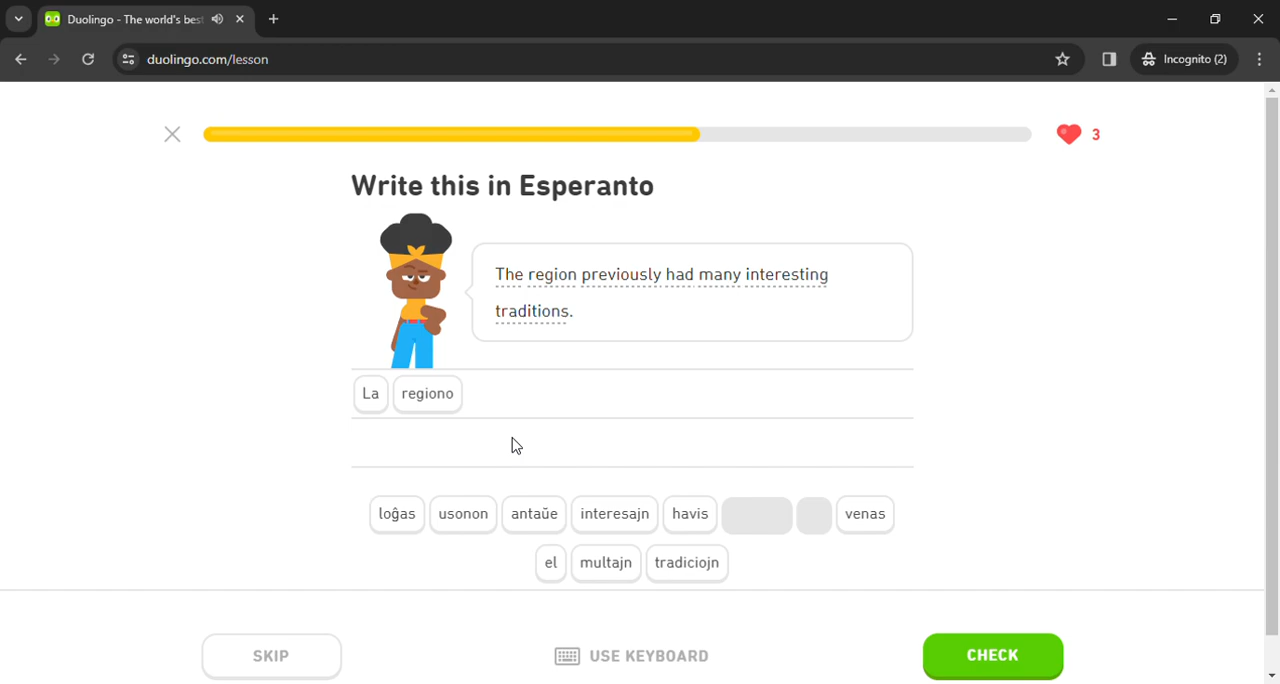 Duolingo - The world's bes
duolingo.com/lesson
Incognito (2)
3
Write this in Esperanto
The region previously had many interesting
traditions.
La regiono
loĝas usonon antaŭe interesajn havis venas
el multajn tradiciojn
SKIP USE KEYBOARD CHECK